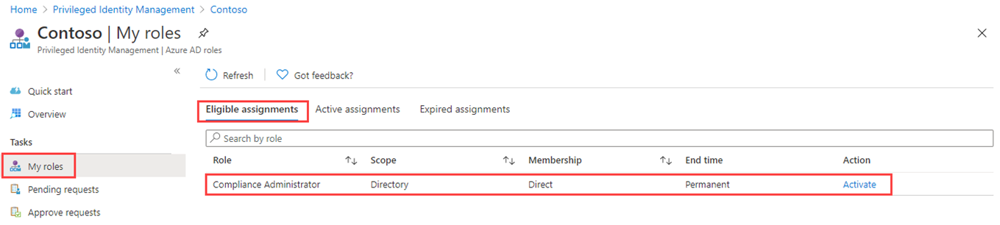 Home > Privileged Identity Management > Contoso
Contoso | My roles
Privileged Identity Management | Azure AD roles
Quick start
Overview
Tasks
My roles
Pending requests
Approve requests
Refresh | Got feedback?
Eligible assignments Active assignments Expired assignments
Search by role
Role Scope Membership End time Action
Compliance Administrator Directory Direct Permanent Activate